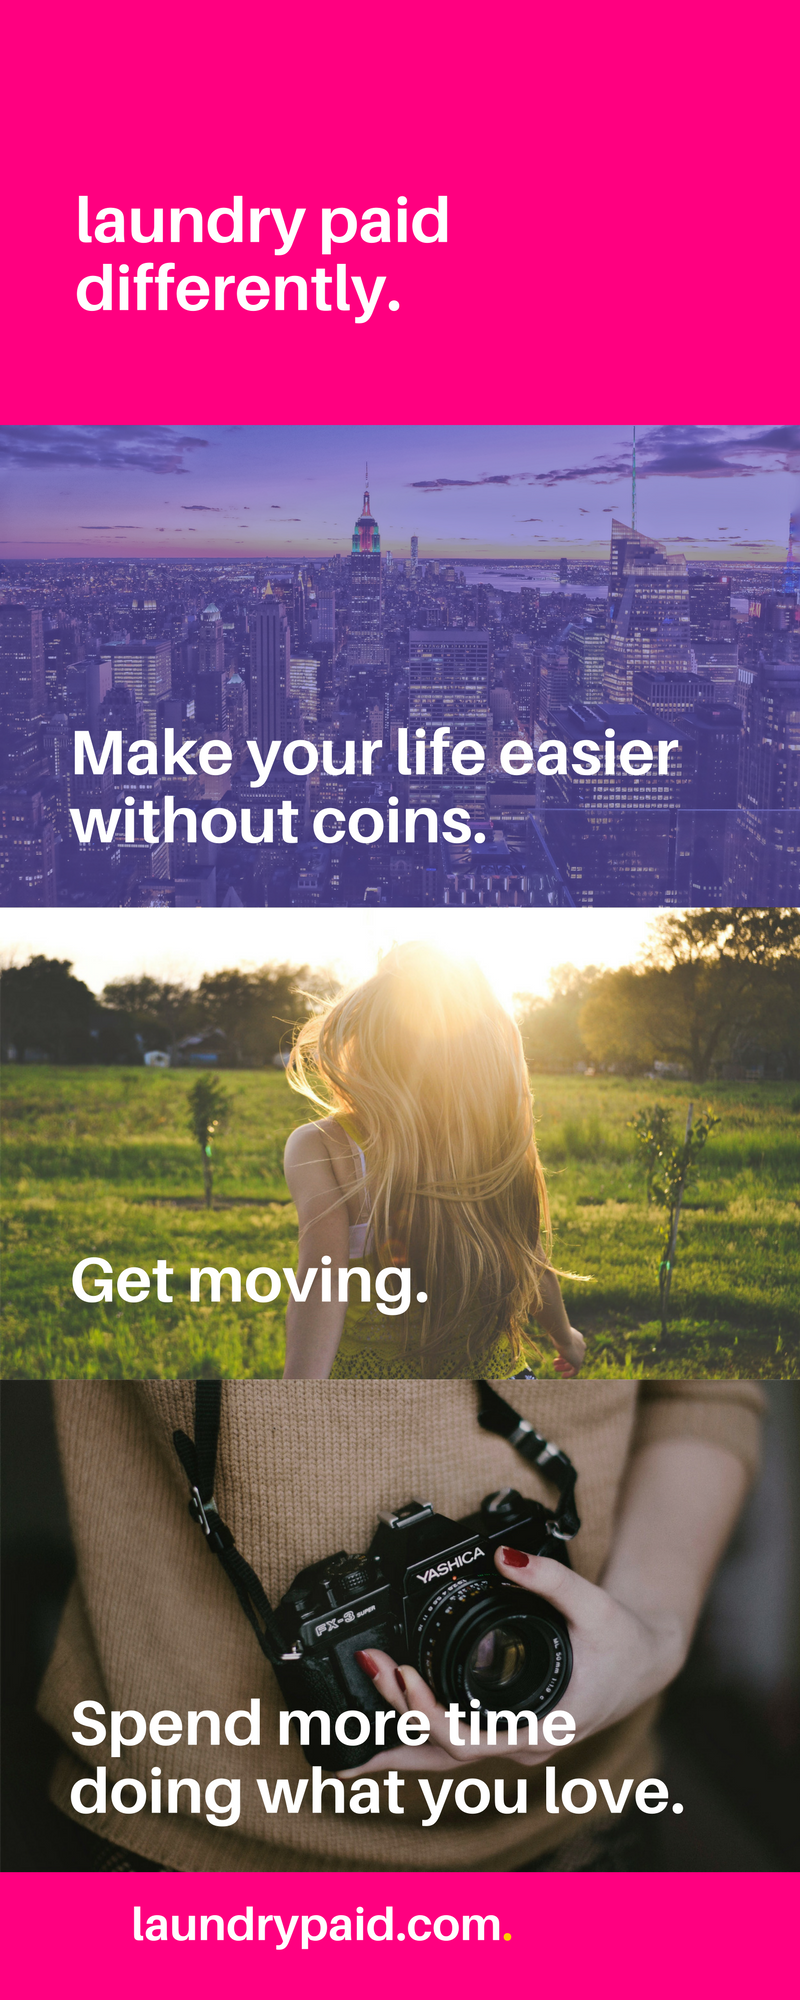 laundry paid
differently.
Make your life easier
without coins.
Get moving.
YASHICA
FX-3 SUPER
Spend more time
doing what you love.
laundrypaid.com.